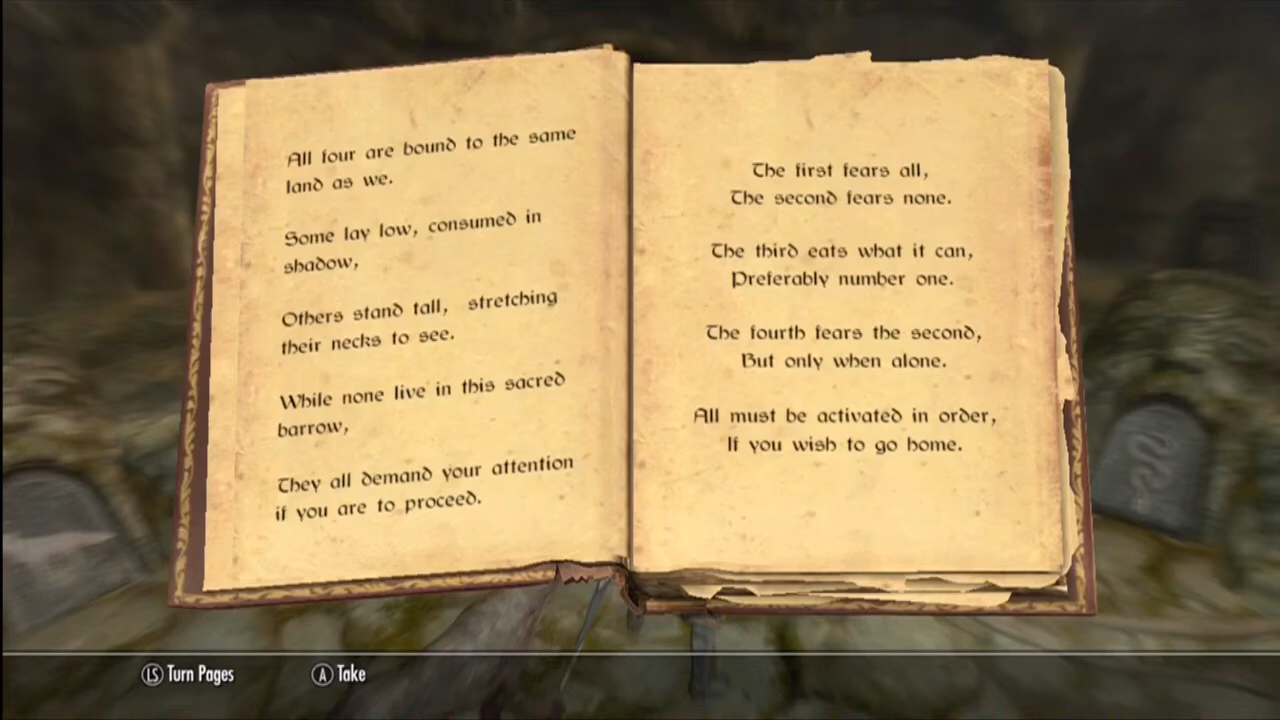 All four are bound to the same
land as we.
Some lay low, consumed in
shadow,
Others stand tall, stretching
their necks to see.
While none live in this sacred
barrow,
They all demand your attention
if you are to proceed.
The first fears all,
The second fears none.
The third eats what it can,
Preferably number one.
The fourth fears the second,
But only when alone.
All must be activated in order,
If you wish to go home.
LS Turn Pages
A Take